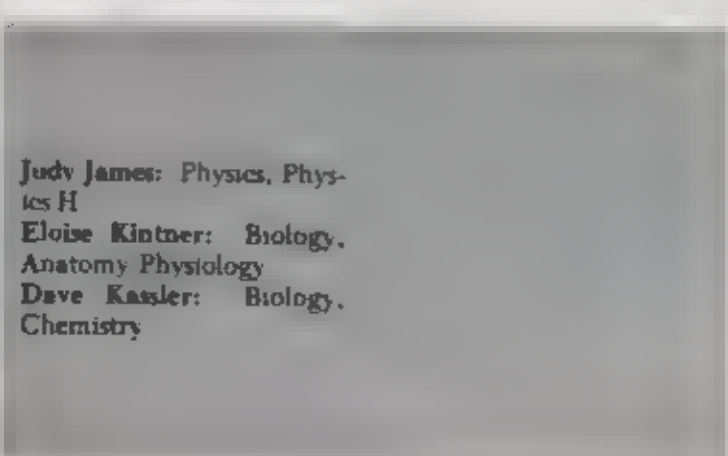 Judy James: Physics, Phys-
ics H
Eloise Kintner: Biology,
Anatomy Physiology
Dave Kassler: Biology,
Chemistry